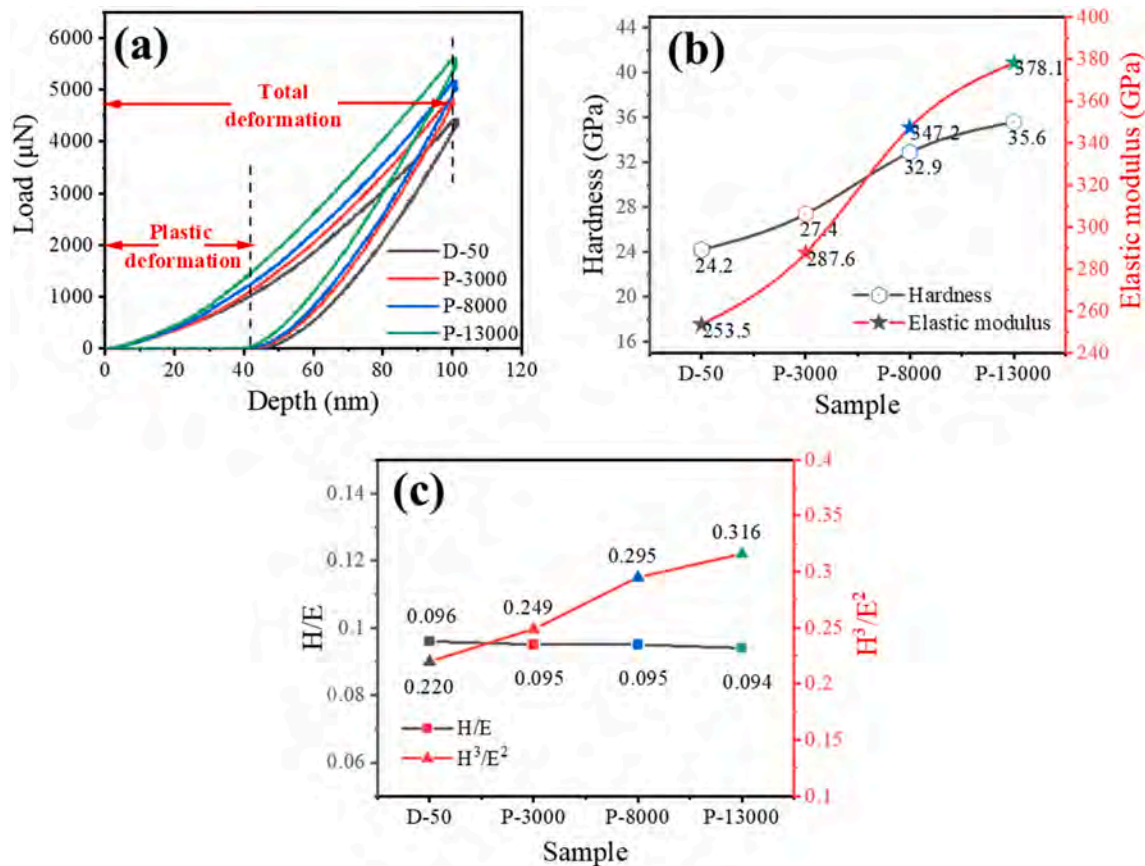 (a)
Load (μN)
6000
5000
4000
3000
2000
1000
0
Total
deformation
Plastic
deformation
D-50
P-3000
P-8000
P-13000
0 20 40 60 80 100 120
Depth (nm)
(b)
Hardness (GPa)
44
40
36
32
28
24
20
16
24.2
27.4
32.9
35.6
253.5
287.6
347.2
378.1
Hardness
Elastic modulus
D-50 P-3000 P-8000 P-13000
Sample
400
380
360
340
320
300
280
260
240
Elastic modulus (GPa)
(c)
H/E
0.14
0.12
0.1
0.08
0.06
0.096
0.249
0.295
0.316
0.220
0.095
0.095
0.094
H/E
H³/E²
D-50 P-3000 P-8000 P-13000
Sample
0.4
0.35
0.3
0.25
0.2
0.15
0.1
H³/E²